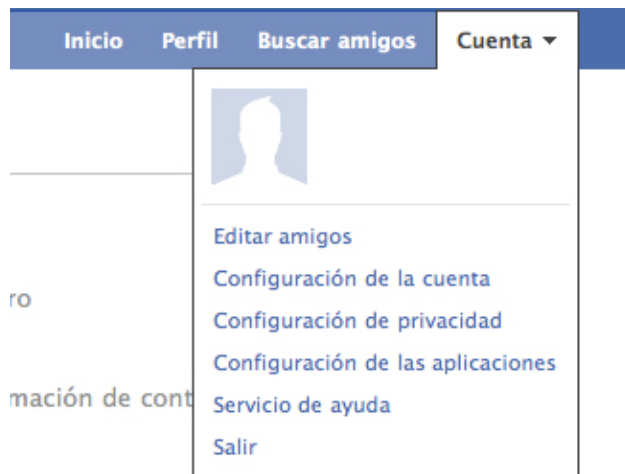 Inicio Perfil Buscar amigos Cuenta
Editar amigos
Configuración de la cuenta
ro
Configuración de privacidad
Configuración de las aplicaciones
mación de cont
Servicio de ayuda
Salir